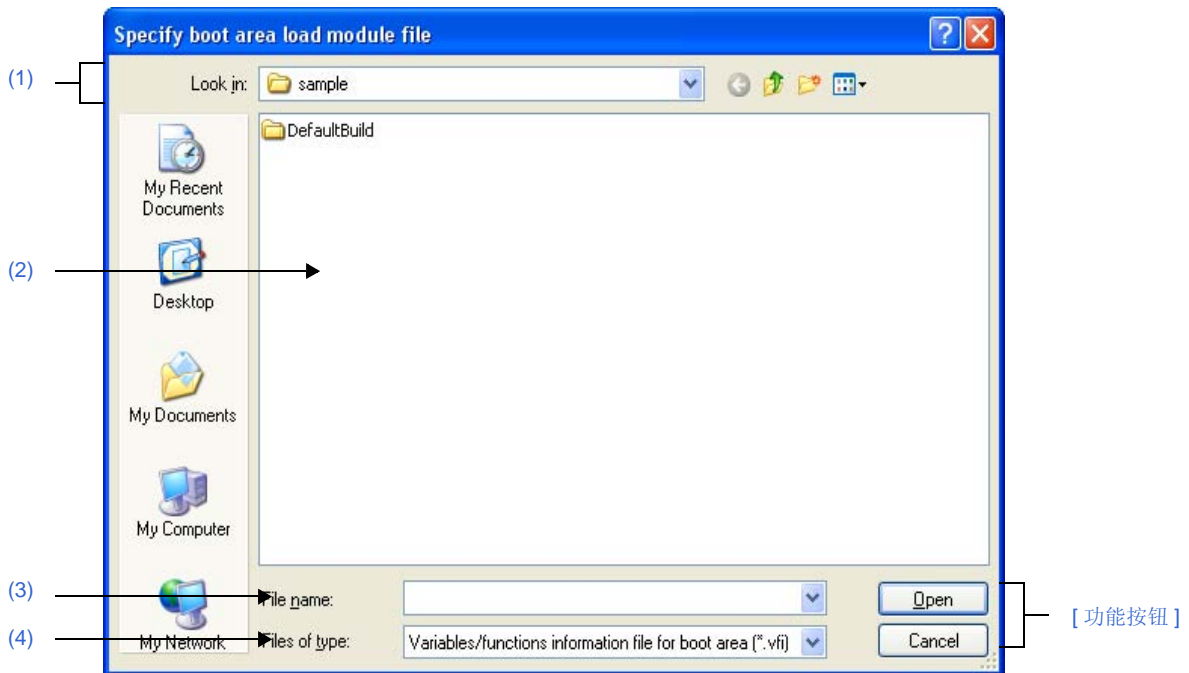 Specify boot area load module file
(1)
Look in:
sample
DefaultBuild
My Recent
Documents
(2)
Desktop
My Documents
My Computer
(3)
File name:
Open
[ 功能按钮 ]
(4)
My Network
Files of type:
Variables/functions information file for boot area (*.vfi)
Cancel